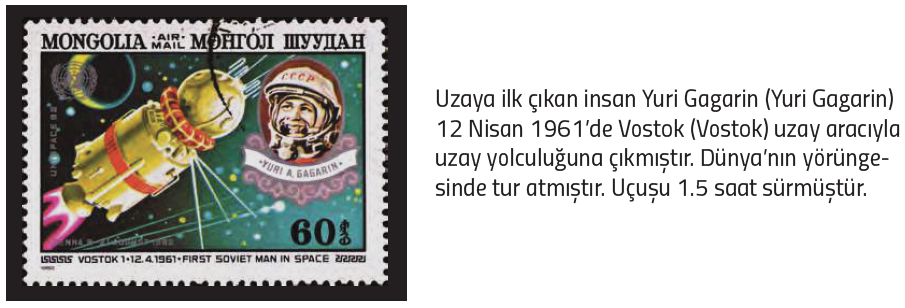 MONGOLIA ·AIR· МОНГОЛ ШУУДАН
MAIL
UNISPACE 82
СССР
·YURI A. GAGARIN·
60
VOSTOK 1·12.4.1961·FIRST SOVIET MAN IN SPACE
Uzaya ilk çıkan insan Yuri Gagarin (Yuri Gagarin)
12 Nisan 1961’de Vostok (Vostok) uzay aracıyla
uzay yolculuğuna çıkmıştır. Dünya’nın yörünge-
sinde tur atmıştır. Uçuşu 1.5 saat sürmüştür.